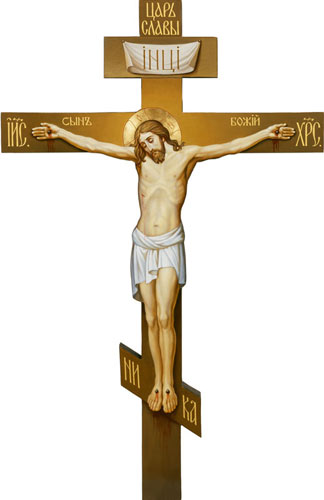 ЦАРЬ
СЛАВЫ
ІНЦІ
ІИС СЫНЪ БОЖІЙ ХРС
НИ КА